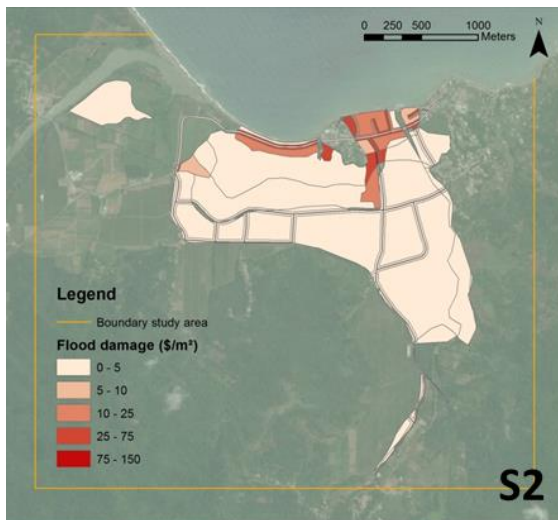 0 250 500 1000
Meters
N
Legend
Boundary study area
Flood damage ($/m²)
0 - 5
5 - 10
10 - 25
25 - 75
75 - 150
S2